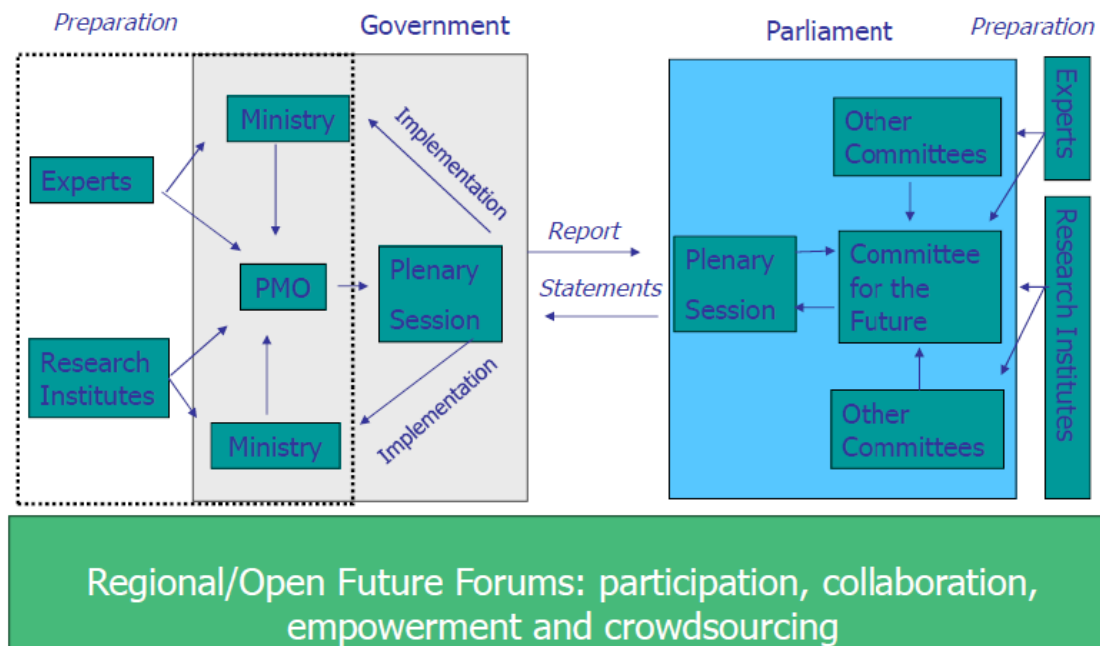 Preparation
Government
Parliament
Preparation
Ministry
Implementation
Experts
Other
Committees
Experts
Report
PMO
Plenary
Session
Statements
Plenary
Session
Committee
for the
Future
Research
Institutes
Implementation
Ministry
Other
Committees
Research Institutes
Regional/Open Future Forums: participation, collaboration,
empowerment and crowdsourcing